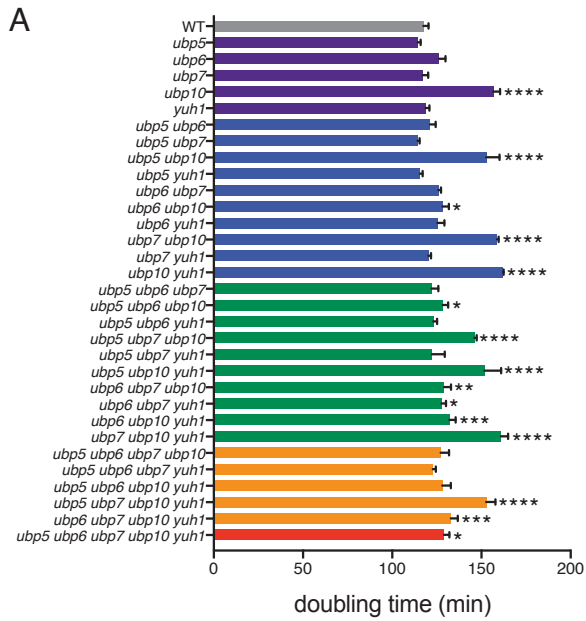 A
WT
ubp5
ubp6
ubp7
ubp10 ****
yuh1
ubp5 ubp6
ubp5 ubp7
ubp5 ubp10 ****
ubp5 yuh1
ubp6 ubp7
ubp6 ubp10 *
ubp6 yuh1
ubp7 ubp10 ****
ubp7 yuh1
ubp10 yuh1 ****
ubp5 ubp6 ubp7
ubp5 ubp6 ubp10 *
ubp5 ubp6 yuh1
ubp5 ubp7 ubp10 ****
ubp5 ubp7 yuh1
ubp5 ubp10 yuh1 ****
ubp6 ubp7 ubp10 **
ubp6 ubp7 yuh1 *
ubp6 ubp10 yuh1 ***
ubp7 ubp10 yuh1 ****
ubp5 ubp6 ubp7 ubp10
ubp5 ubp6 ubp7 yuh1
ubp5 ubp6 ubp10 yuh1
ubp5 ubp7 ubp10 yuh1 ****
ubp6 ubp7 ubp10 yuh1 ***
ubp5 ubp6 ubp7 ubp10 yuh1 *
0 50 100 150 200
doubling time (min)